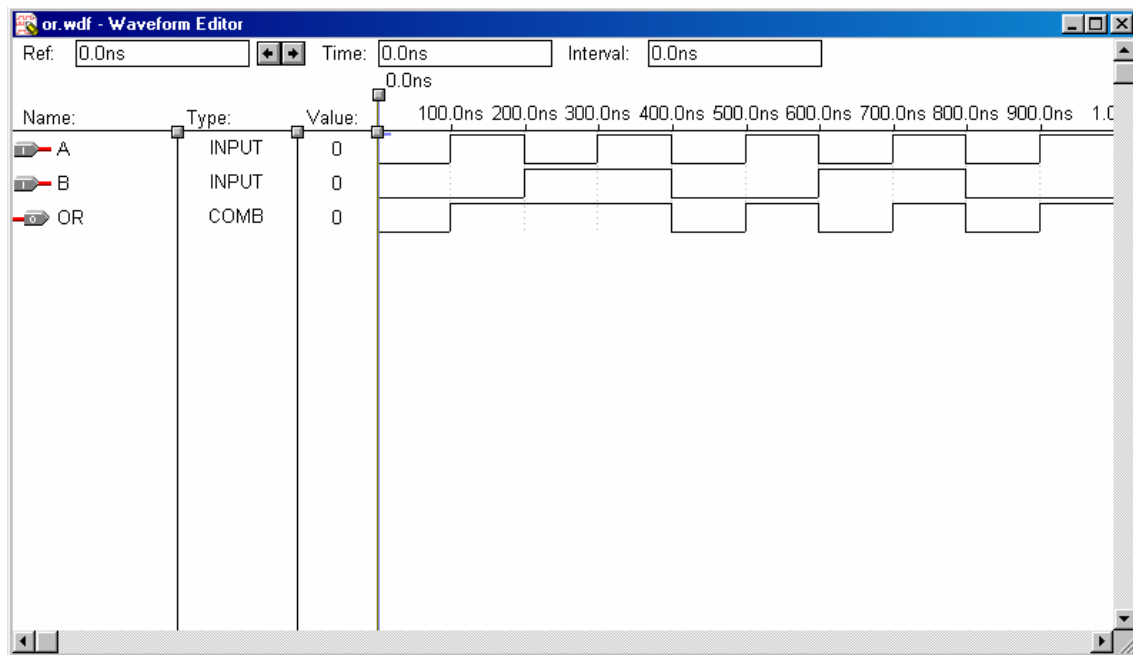 or.wdf - Waveform Editor
Ref: 0.0ns Time: 0.0ns Interval: 0.0ns
0.0ns
Name: Type: Value: 100.0ns 200.0ns 300.0ns 400.0ns 500.0ns 600.0ns 700.0ns 800.0ns 900.0ns 1.0
A INPUT 0
B INPUT 0
OR COMB 0